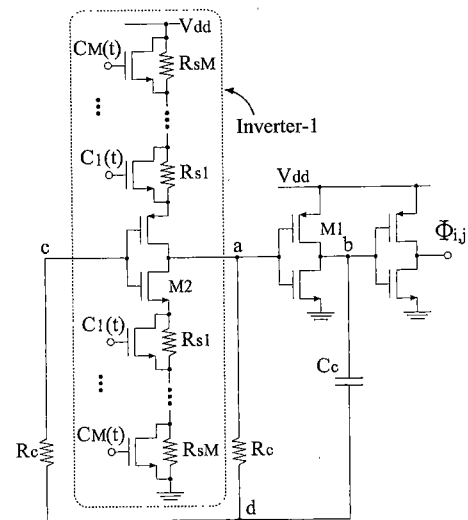 Vdd
CM(t)
RsM
Inverter-1
C1(t)
Rs1
Vdd
c
a
M1
b
Φi,j
M2
C1(t)
Rs1
Cc
CM(t)
RsM
Rc
Rc
d